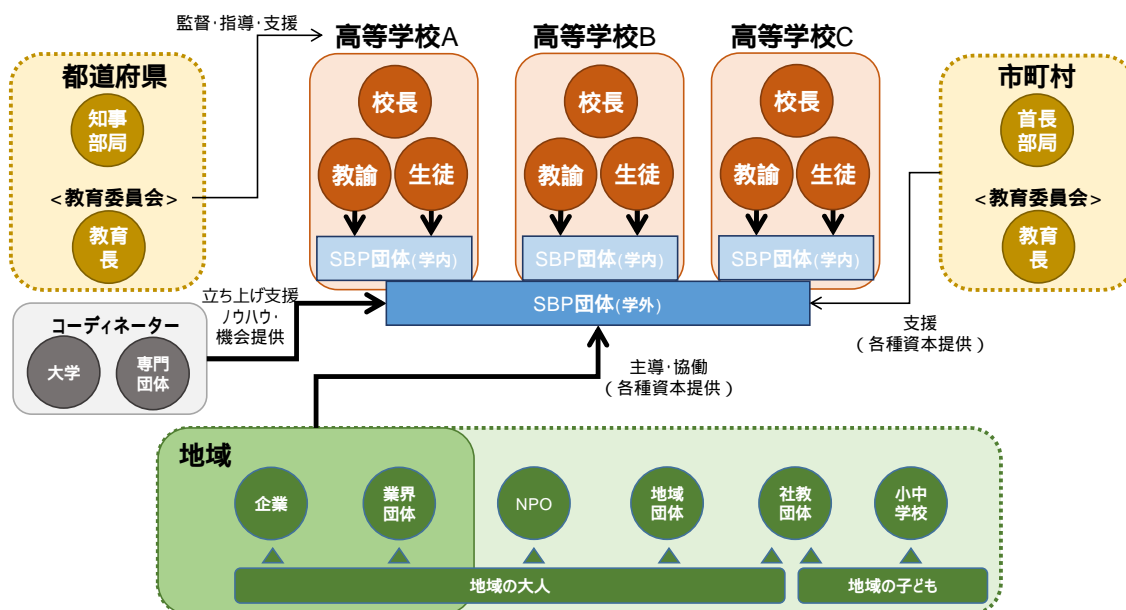 監督・指導・支援
高等学校A
高等学校B
高等学校C
都道府県
知事
部局
<教育委員会>
教育
長
校長
教諭
生徒
SBP団体(学内)
校長
教諭
生徒
SBP団体(学内)
校長
教諭
生徒
SBP団体(学内)
市町村
首長
部局
<教育委員会>
教育
長
SBP団体(学外)
立ち上げ支援
ノウハウ・
機会提供
コーディネーター
大学
専門
団体
支援
(各種資本提供)
主導・協働
(各種資本提供)
地域
企業
業界
団体
NPO
地域
団体
社教
団体
小中
学校
地域の大人
地域の子ども